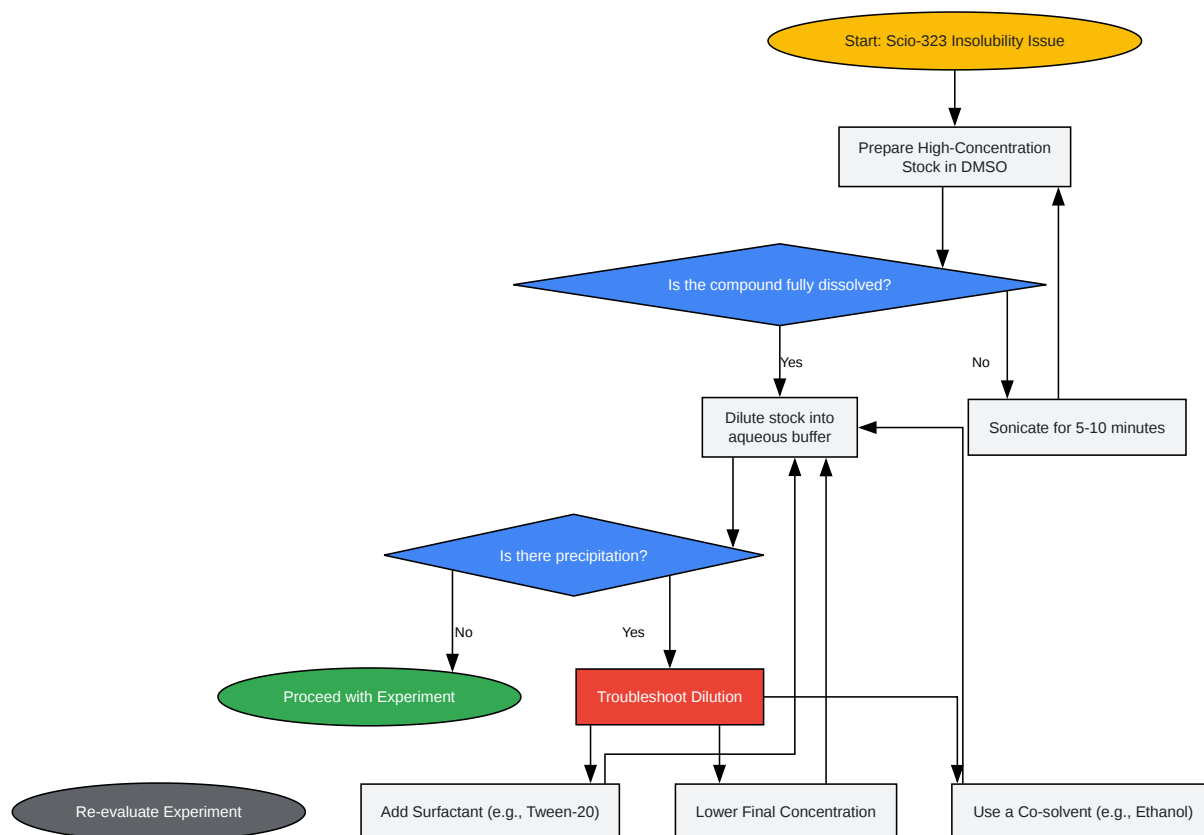 Start: Scio-323 Insolubility Issue
Prepare High-Concentration
Stock in DMSO
Is the compound fully dissolved?
Yes
No
Dilute stock into
aqueous buffer
Sonicate for 5-10 minutes
Is there precipitation?
No
Yes
Proceed with Experiment
Troubleshoot Dilution
Re-evaluate Experiment
Add Surfactant (e.g., Tween-20)
Lower Final Concentration
Use a Co-solvent (e.g., Ethanol)